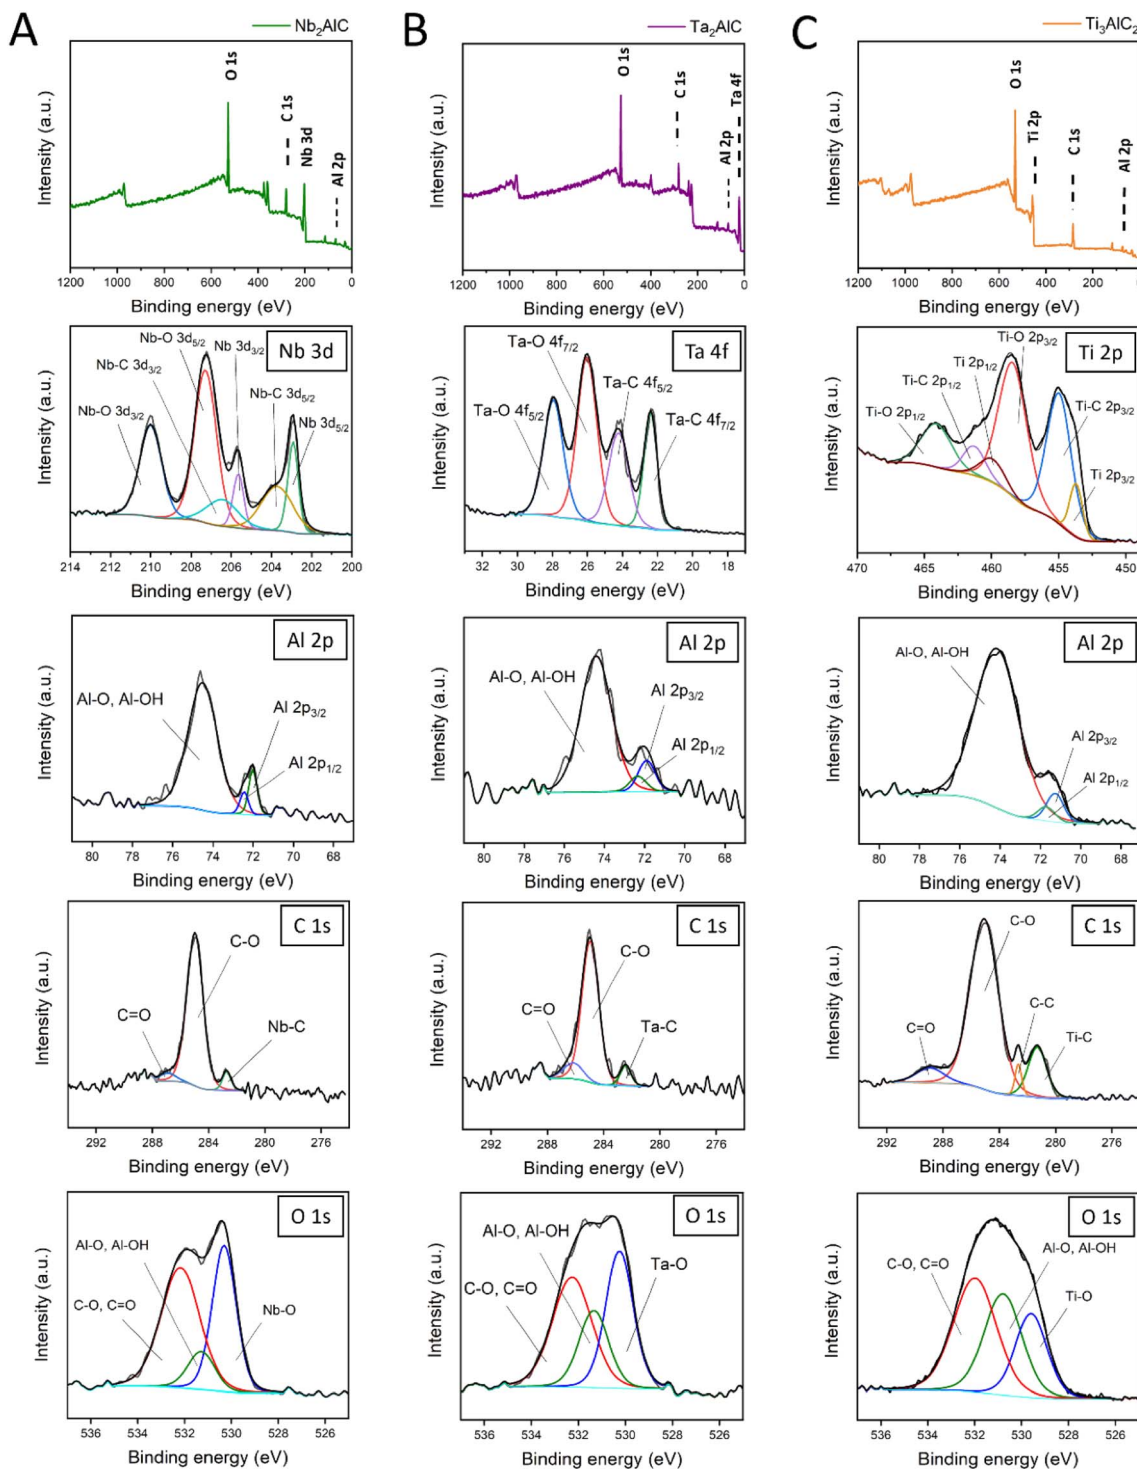 A
Nb₂AlC
O 1s
C 1s
Nb 3d
Al 2p
Intensity (a.u.)
1200 1000 800 600 400 200 0
Binding energy (eV)
B
Ta₂AlC
O 1s
C 1s
Al 2p
Ta 4f
Intensity (a.u.)
1200 1000 800 600 400 200 0
Binding energy (eV)
C
Ti₃AlC₂
O 1s
Ti 2p
C 1s
Al 2p
Intensity (a.u.)
1200 1000 800 600 400 200 0
Binding energy (eV)
Nb 3d
Nb-O 3d₅/₂
Nb 3d₃/₂
Nb-C 3d₃/₂
Nb-C 3d₅/₂
Nb-O 3d₃/₂
Nb 3d₅/₂
Intensity (a.u.)
214 212 210 208 206 204 202 200
Binding energy (eV)
Ta 4f
Ta-O 4f₇/₂
Ta-C 4f₅/₂
Ta-O 4f₅/₂
Ta-C 4f₇/₂
Intensity (a.u.)
33 30 28 26 24 22 20 18 17
Binding energy (eV)
Ti 2p
Ti-O 2p₃/₂
Ti 2p₁/₂
Ti-C 2p₁/₂
Ti-O 2p₁/₂
Ti-C 2p₃/₂
Ti 2p₃/₂
Intensity (a.u.)
470 465 460 455 450
Binding energy (eV)
Al 2p
Al-O, Al-OH
Al 2p₃/₂
Al 2p₁/₂
Intensity (a.u.)
80 78 76 74 72 70 68
Binding energy (eV)
Al 2p
Al-O, Al-OH
Al 2p₃/₂
Al 2p₁/₂
Intensity (a.u.)
80 78 76 74 72 70 68
Binding energy (eV)
Al 2p
Al-O, Al-OH
Al 2p₃/₂
Al 2p₁/₂
Intensity (a.u.)
80 78 76 74 72 70 68
Binding energy (eV)
C 1s
C-O
C=O
Nb-C
Intensity (a.u.)
292 288 284 280 276
Binding energy (eV)
C 1s
C-O
C=O
Ta-C
Intensity (a.u.)
292 288 284 280 276
Binding energy (eV)
C 1s
C-O
C-C
C=O
Ti-C
Intensity (a.u.)
292 288 284 280 276
Binding energy (eV)
O 1s
Al-O, Al-OH
C-O, C=O
Nb-O
Intensity (a.u.)
536 534 532 530 528 526
Binding energy (eV)
O 1s
Al-O, Al-OH
C-O, C=O
Ta-O
Intensity (a.u.)
536 534 532 530 528 526
Binding energy (eV)
O 1s
Al-O, Al-OH
C-O, C=O
Ti-O
Intensity (a.u.)
536 534 532 530 528 526
Binding energy (eV)